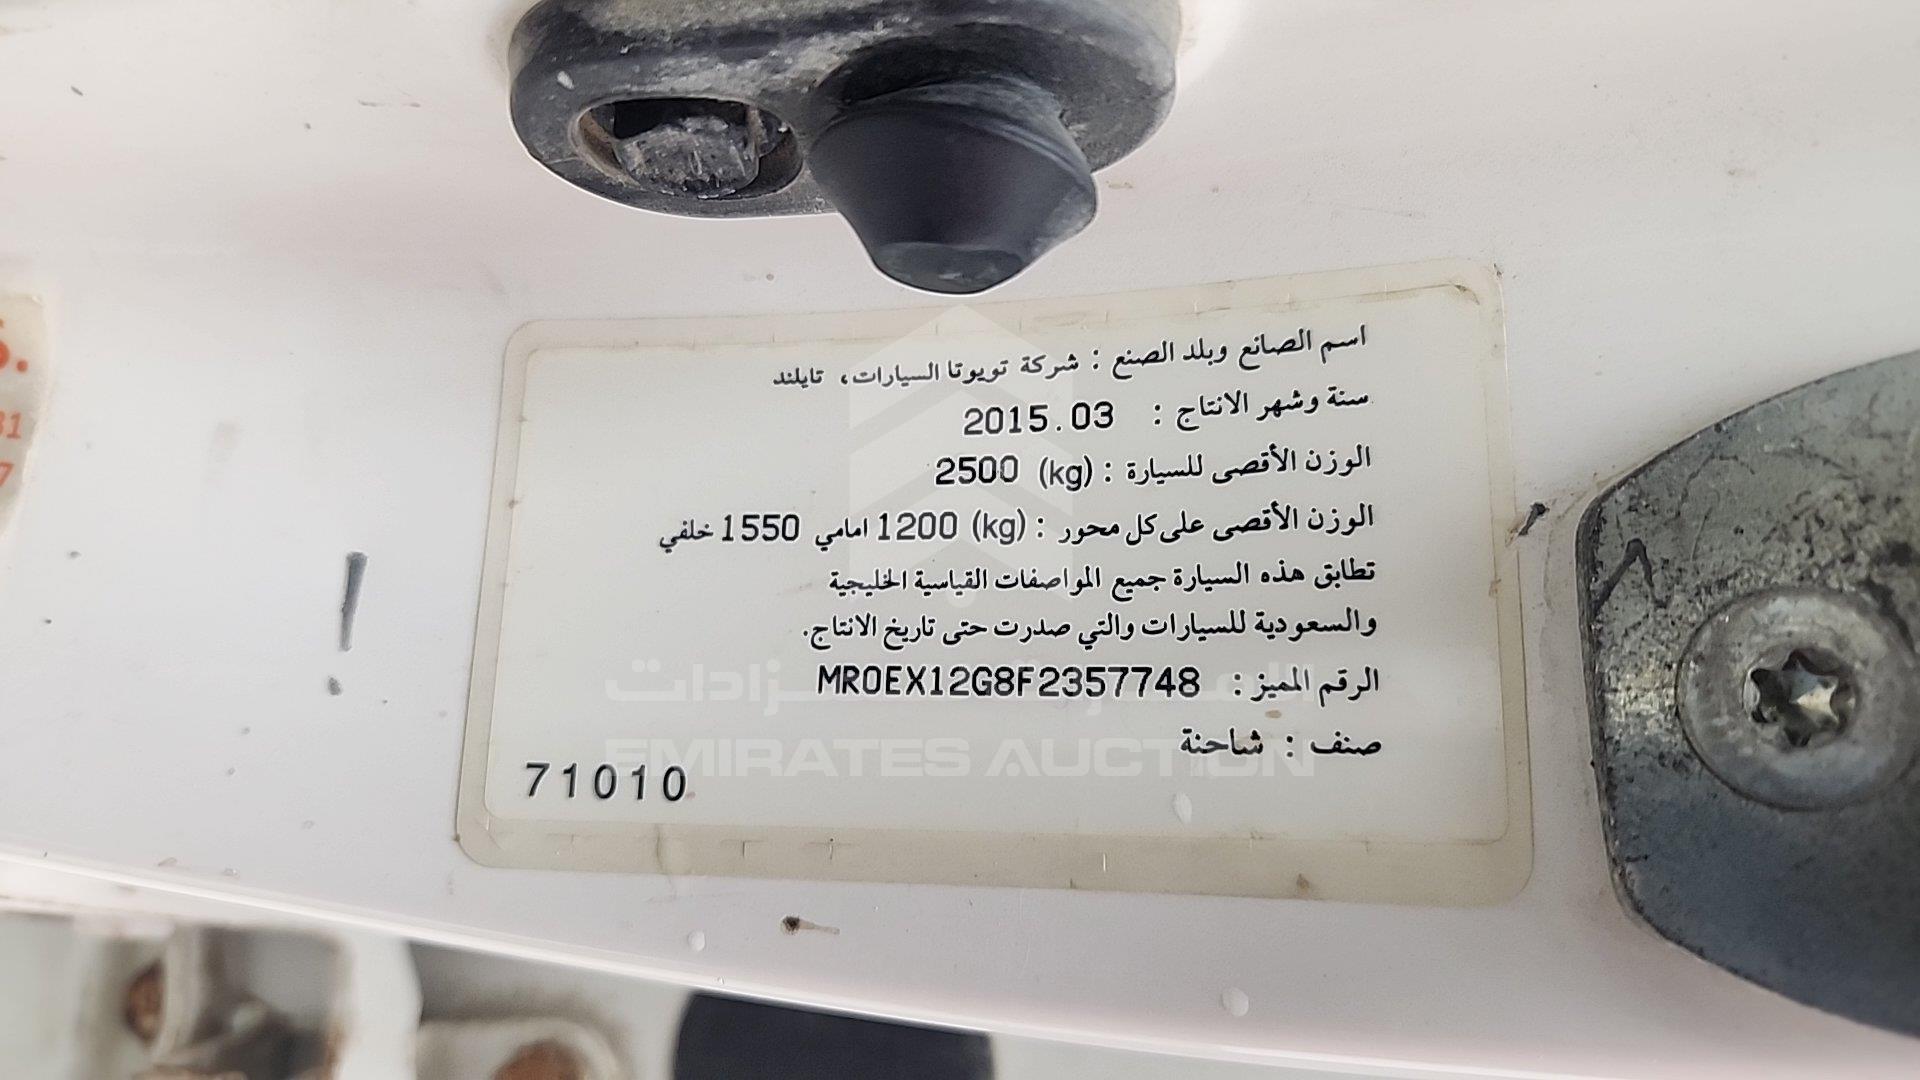 اسم الصانع وبلد الصنع : شركة تويوتا السيارات، تايلند
سنة وشهر الانتاج : 2015.03
الوزن الأقصى للسيارة : (kg) 2500
الوزن الأقصى على كل محور : (kg) 1200 امامي 1550 خلفي
تطابق هذه السيارة جميع المواصفات القياسية الخليجية
والسعودية للسيارات والتي صدرت حتى تاريخ الانتاج.
الرقم المميز : MR0EX12G8F2357748
صنف : شاحنة
71010
EMIRATES AUCTION